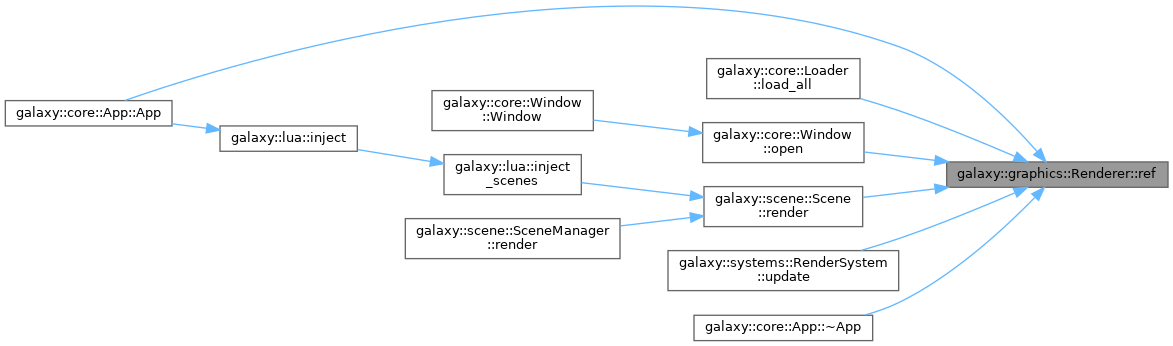 galaxy::core::Loader
::load_all
galaxy::core::App::App
galaxy::core::Window
::Window
galaxy::lua::inject
galaxy::core::Window
::open
galaxy::lua::inject
_scenes
galaxy::graphics::Renderer::ref
galaxy::scene::Scene
::render
galaxy::scene::SceneManager
::render
galaxy::systems::RenderSystem
::update
galaxy::core::App::~App